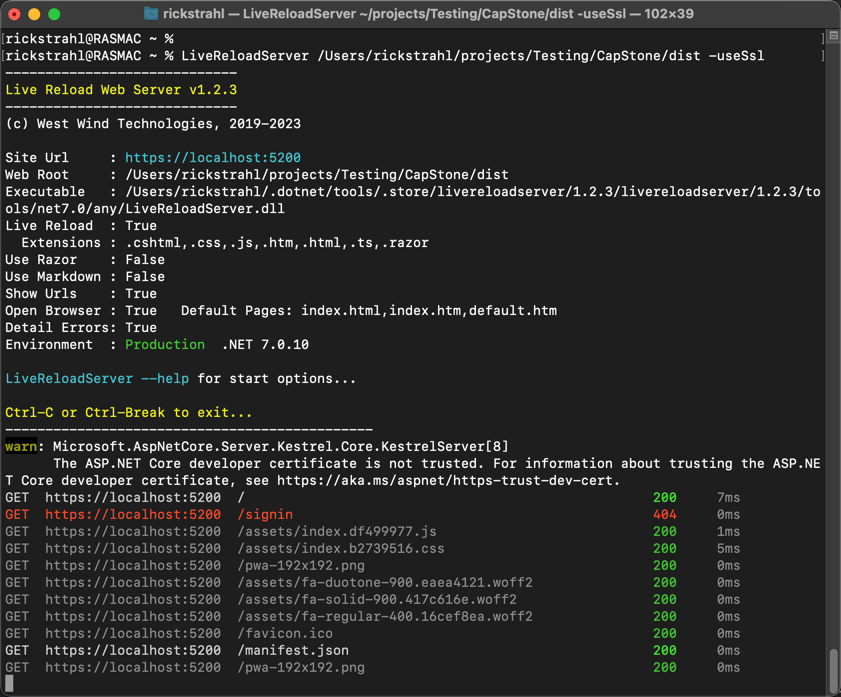 rickstrahl — LiveReloadServer ~/projects/Testing/CapStone/dist -useSsl — 102×39
[rickstrahl@RASMAC ~ % ]
[rickstrahl@RASMAC ~ % LiveReloadServer /Users/rickstrahl/projects/Testing/CapStone/dist -useSsl ]
-----------------------------
Live Reload Web Server v1.2.3
-----------------------------
(c) West Wind Technologies, 2019-2023
Site Url     : https://localhost:5200
Web Root     : /Users/rickstrahl/projects/Testing/CapStone/dist
Executable   : /Users/rickstrahl/.dotnet/tools/.store/livereloadserver/1.2.3/livereloadserver/1.2.3/to
ols/net7.0/any/LiveReloadServer.dll
Live Reload  : True
  Extensions : .cshtml,.css,.js,.htm,.html,.ts,.razor
Use Razor    : False
Use Markdown : False
Show Urls    : True
Open Browser : True   Default Pages: index.html,index.htm,default.htm
Detail Errors: True
Environment  : Production  .NET 7.0.10
LiveReloadServer --help for start options...
Ctrl-C or Ctrl-Break to exit...
----------------------------------------------
warn: Microsoft.AspNetCore.Server.Kestrel.Core.KestrelServer[8]
      The ASP.NET Core developer certificate is not trusted. For information about trusting the ASP.NE
T Core developer certificate, see https://aka.ms/aspnet/https-trust-dev-cert.
GET  https://localhost:5200  /                                                   200     7ms
GET  https://localhost:5200  /signin                                             404     0ms
GET  https://localhost:5200  /assets/index.df499977.js                           200     1ms
GET  https://localhost:5200  /assets/index.b2739516.css                          200     5ms
GET  https://localhost:5200  /pwa-192x192.png                                    200     0ms
GET  https://localhost:5200  /assets/fa-duotone-900.eaea4121.woff2               200     0ms
GET  https://localhost:5200  /assets/fa-solid-900.417c616e.woff2                 200     0ms
GET  https://localhost:5200  /assets/fa-regular-400.16cef8ea.woff2               200     0ms
GET  https://localhost:5200  /favicon.ico                                        200     0ms
GET  https://localhost:5200  /manifest.json                                      200     0ms
GET  https://localhost:5200  /pwa-192x192.png                                    200     0ms